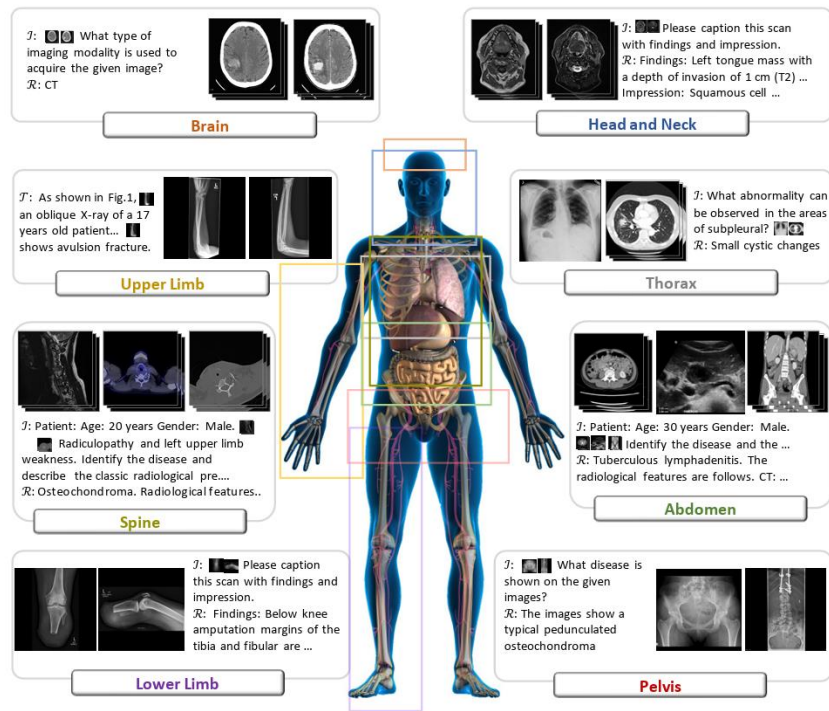 ℐ: What type of
imaging modality is used to
acquire the given image?
ℛ: CT
Brain
ℐ: Please caption this scan
with findings and impression.
ℛ: Findings: Left tongue mass with
a depth of invasion of 1 cm (T2) ...
Impression: Squamous cell ...
Head and Neck
𝒯: As shown in Fig.1,
an oblique X-ray of a 17
years old patient...
shows avulsion fracture.
Upper Limb
ℐ: What abnormality can
be observed in the areas
of subpleural?
ℛ: Small cystic changes
Thorax
ℐ: Patient: Age: 20 years Gender: Male.
Radiculopathy and left upper limb
weakness. Identify the disease and
describe the classic radiological pre....
ℛ: Osteochondroma. Radiological features..
Spine
ℐ: Patient: Age: 30 years Gender: Male.
Identify the disease and the ...
ℛ: Tuberculous lymphadenitis. The
radiological features are follows. CT: ...
Abdomen
ℐ: Please caption
this scan with findings and
impression.
ℛ: Findings: Below knee
amputation margins of the
tibia and fibular are ...
Lower Limb
ℐ: What disease is
shown on the given
images?
ℛ: The images show a
typical pedunculated
osteochondroma
Pelvis